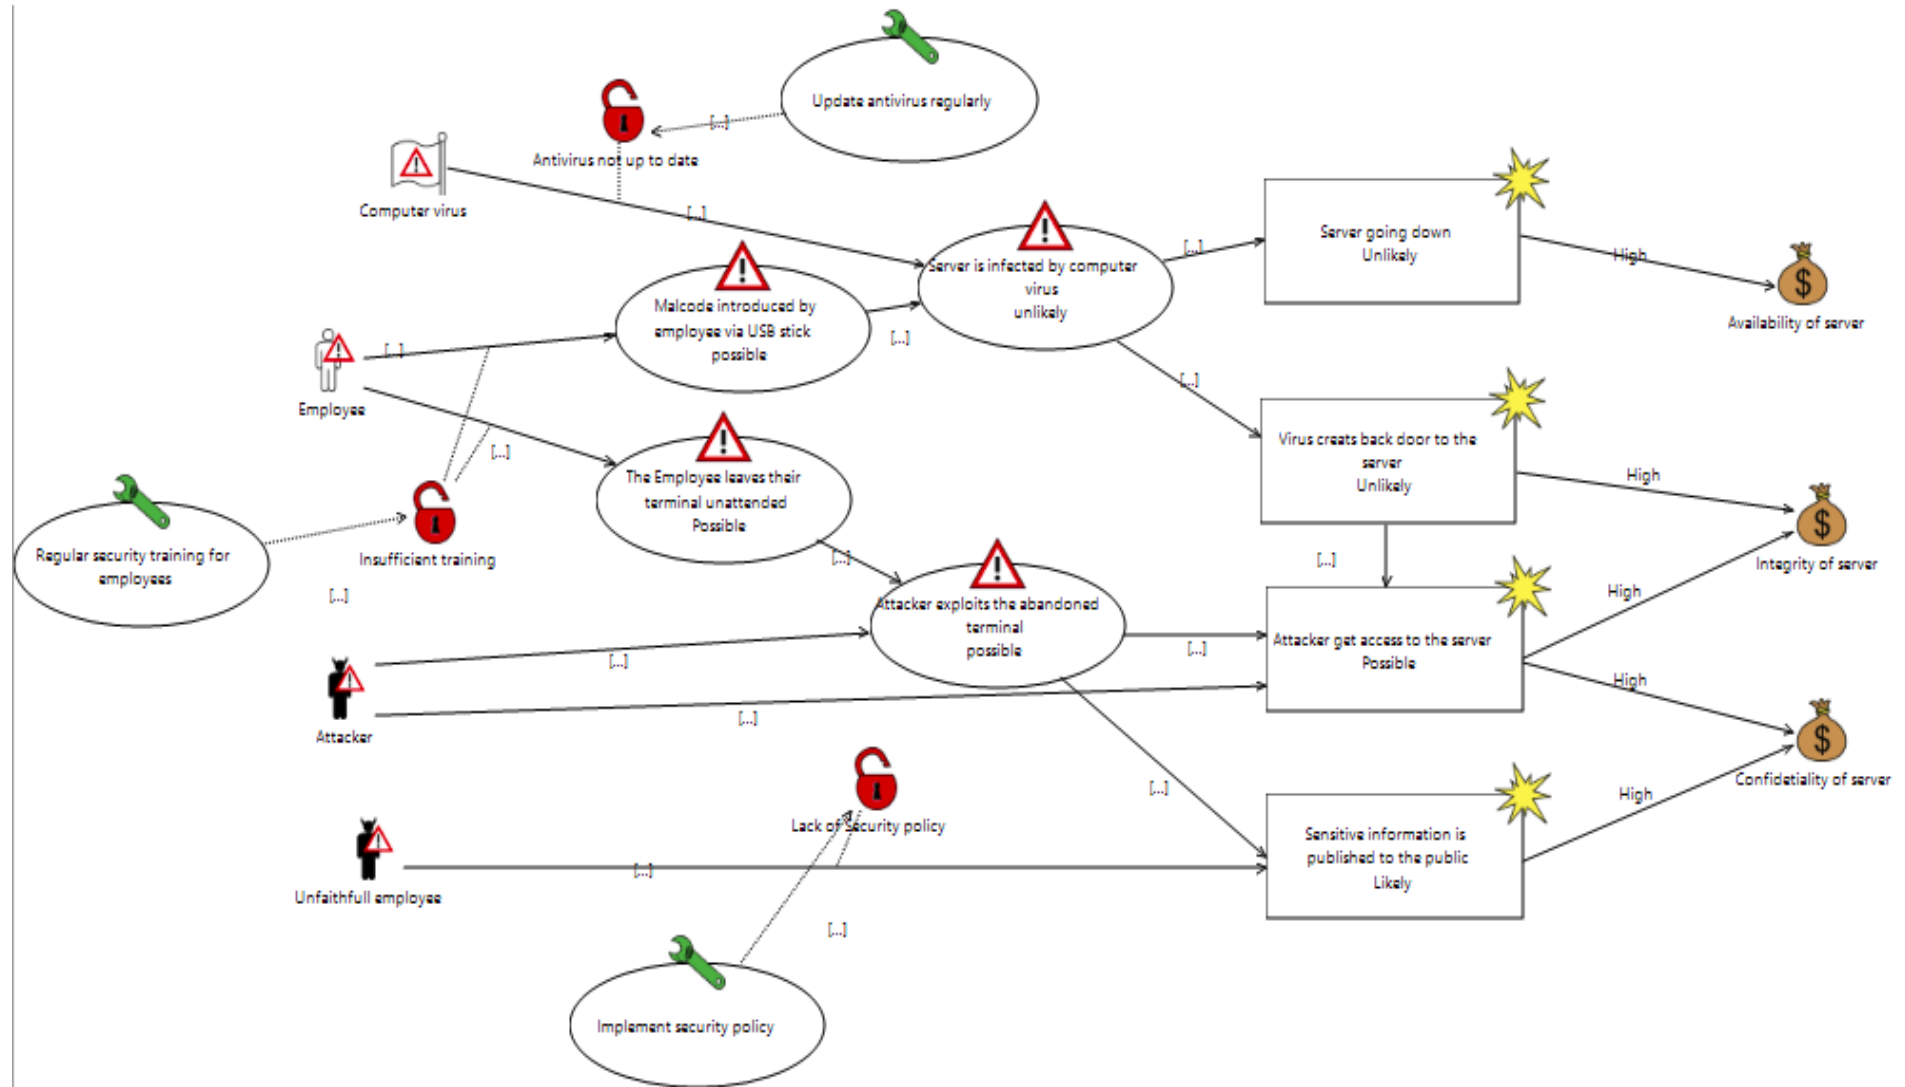 Update antivirus regularly
[...]
Antivirus not up to date
Computer virus
[...]
Server is infected by computer
virus
unlikely
[...]
Server going down
Unlikely
High
Availability of server
Malcode introduced by
employee via USB stick
possible
[...]
[...]
Employee
[...]
[...]
Virus creats back door to the
server
Unlikely
High
Integrity of server
The Employee leaves their
terminal unattended
Possible
[...]
Regular security training for
employees
Insufficient training
[...]
Attacker exploits the abandoned
terminal
possible
[...]
[...]
Attacker get access to the server
Possible
High
High
Confidetiality of server
[...]
[...]
Attacker
[...]
Lack of Security policy
High
Sensitive information is
published to the public
Likely
[...]
Unfaithfull employee
[...]
Implement security policy